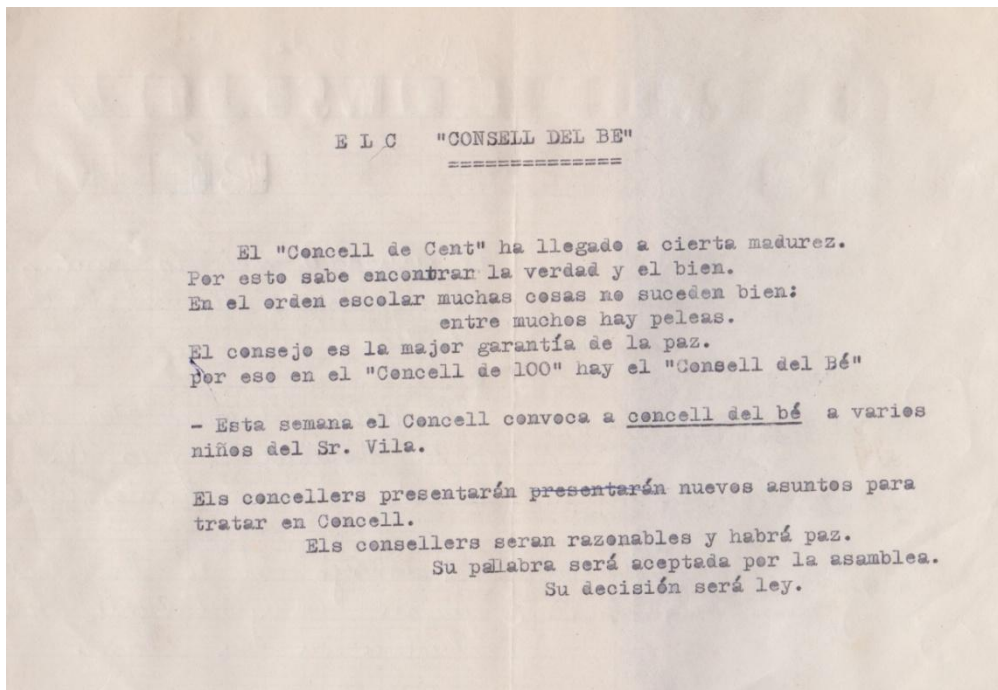 E L C "CONSELL DEL BE"
==============
El "Concell de Cent" ha llegado a cierta madurez.
Por esto sabe encontrar la verdad y el bien.
En el orden escolar muchas cosas no suceden bien:
entre muchos hay peleas.
El consejo es la major garantía de la paz.
por eso en el "Concell de 100" hay el "Consell del Bé"
- Esta semana el Concell convoca a concell del bé a varios
niños del Sr. Vila.
Els concellers presentarán presentarán nuevos asuntos para
tratar en Concell.
Els consellers seran razonables y habrá paz.
Su pallabra será aceptada por la asamblea.
Su decisión será ley.